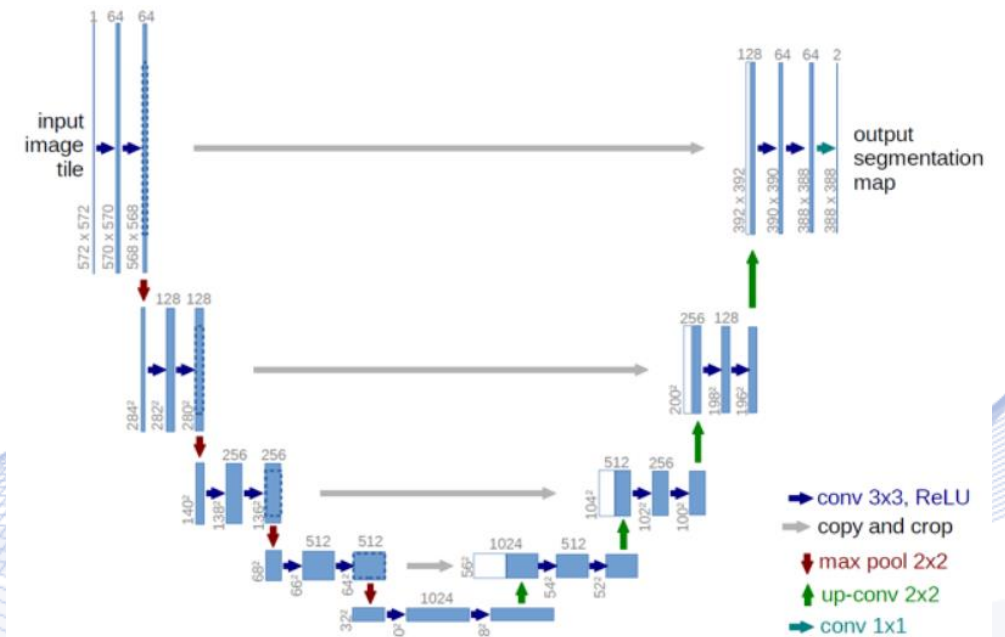 1 64 64
input
image
tile
572 x 572
570 x 570
568 x 568
128 64 64 2
output
segmentation
map
392 x 392
390 x 390
388 x 388
388 x 388
128 128
284²
282²
280²
256 128
200²
198²
196²
256 256
140²
138²
136²
512 256
104²
102²
100²
512 512
68²
66²
64²
1024 512
56²
54²
52²
1024
32²
0²
8²
conv 3x3, ReLU
copy and crop
max pool 2x2
up-conv 2x2
conv 1x1